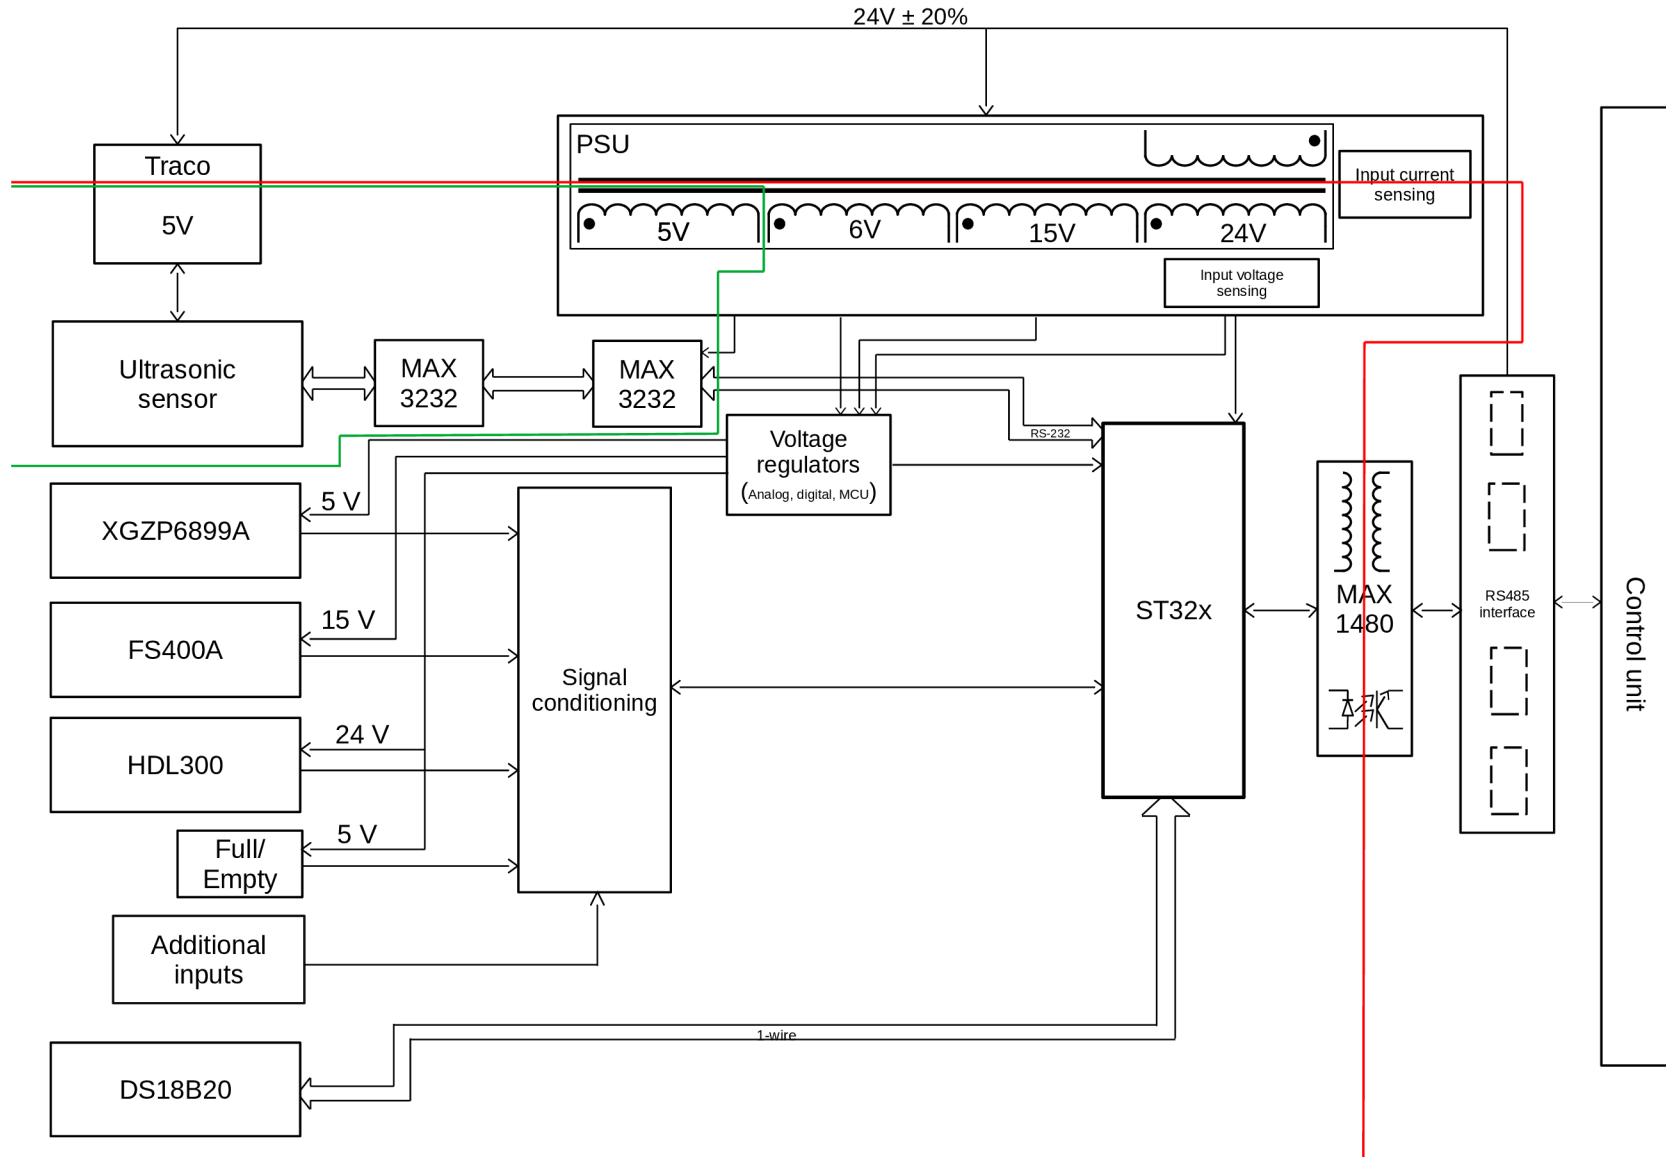 24V ± 20%
Traco
5V
PSU
Input current
sensing
5V
6V
15V
24V
Input voltage
sensing
Ultrasonic
sensor
MAX
3232
MAX
3232
RS-232
Voltage
regulators
(Analog, digital, MCU)
5 V
XGZP6899A
15 V
FS400A
24 V
HDL300
5 V
Full/
Empty
Additional
inputs
Signal
conditioning
ST32x
MAX
1480
RS485
interface
Control unit
1-wire
DS18B20